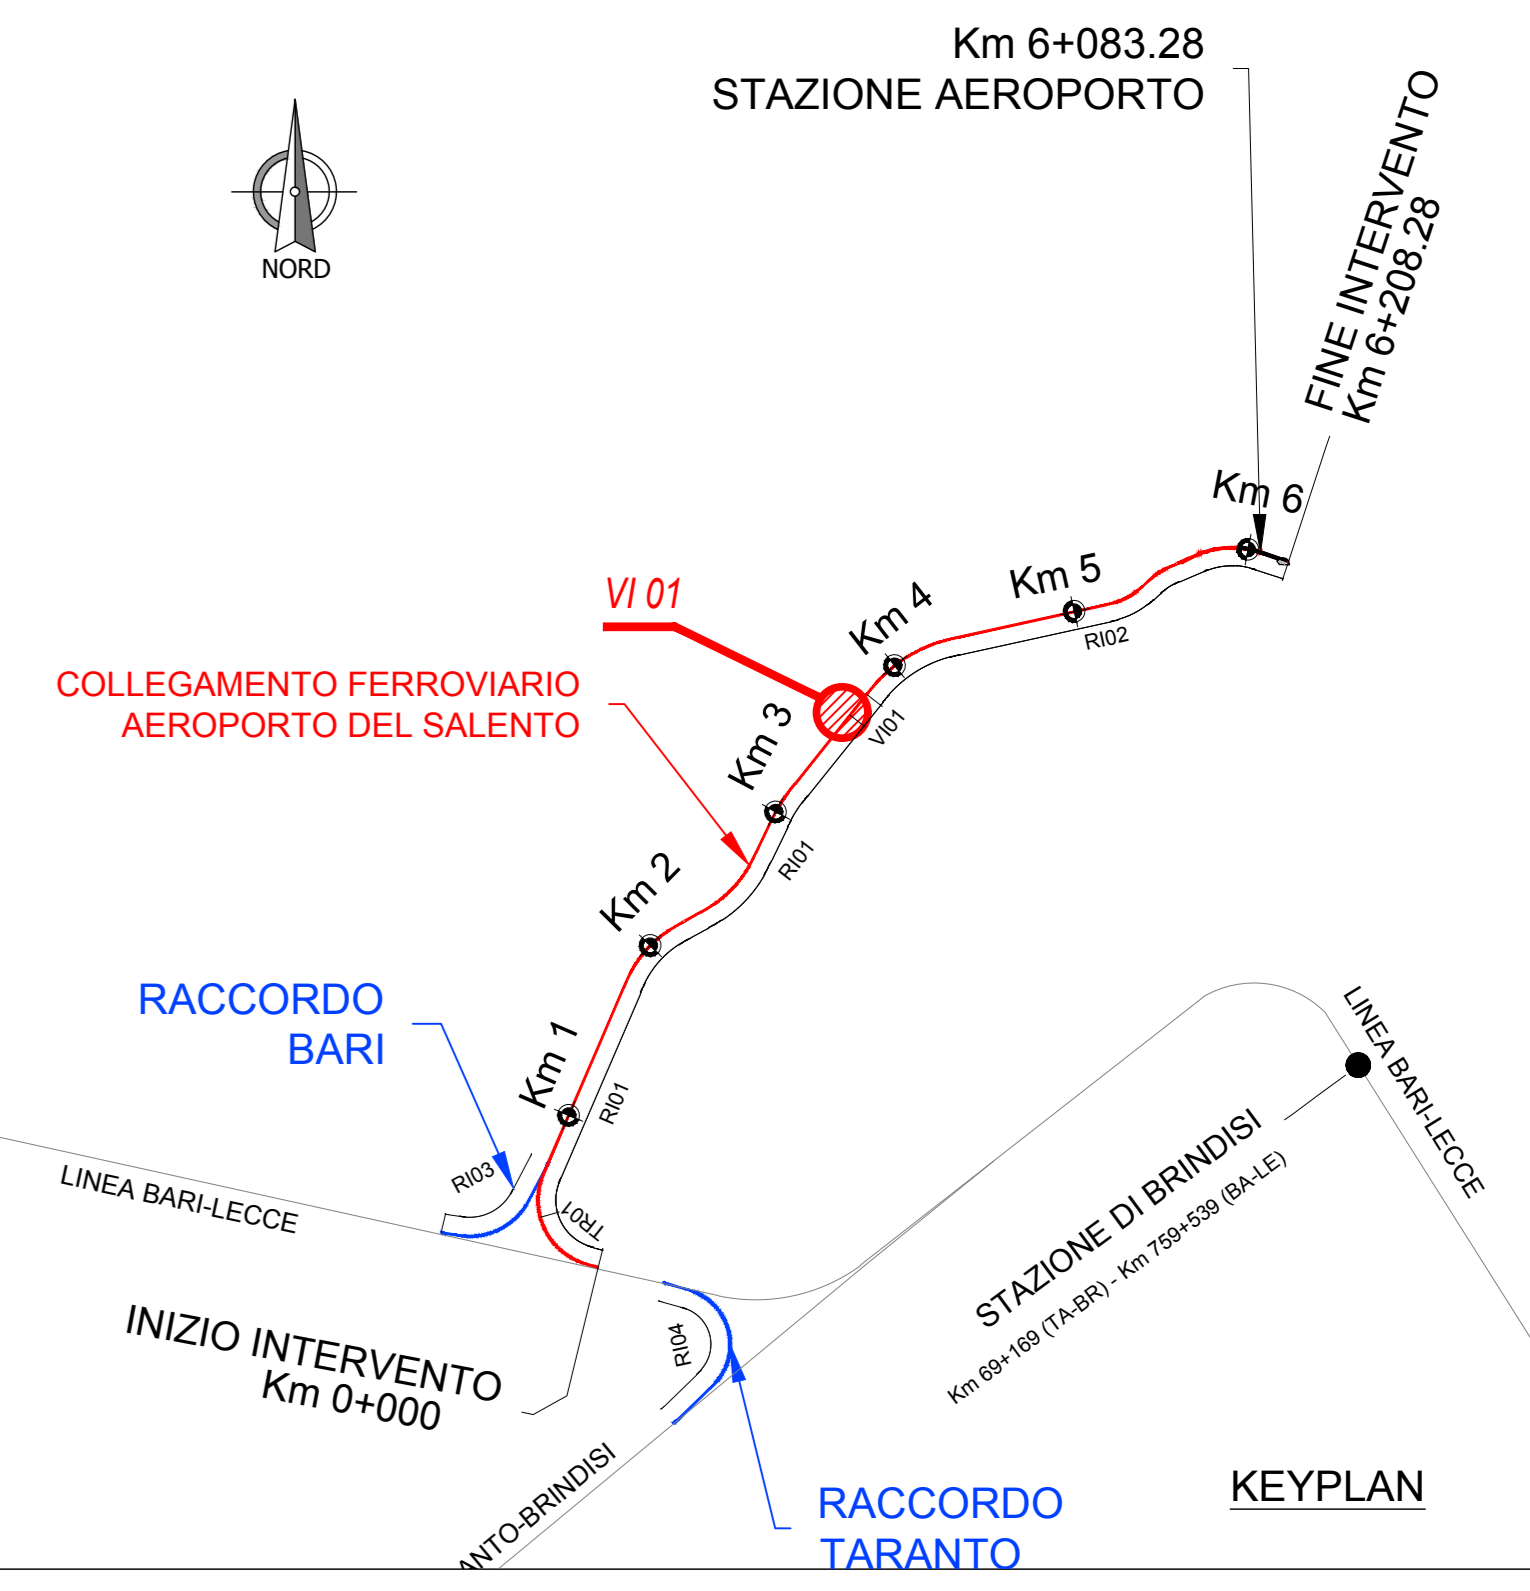 Km 6+083.28
STAZIONE AEROPORTO
FINE INTERVENTO
Km 6+208.28
NORD
Km 6
Km 5
RI02
Km 4
VI 01
VI01
COLLEGAMENTO FERROVIARIO
AEROPORTO DEL SALENTO
Km 3
RI01
Km 2
RACCORDO
BARI
Km 1
RI01
LINEA BARI-LECCE
RI03
TR01
LINEA BARI-LECCE
STAZIONE DI BRINDISI
Km 69+169 (TA-BR) - Km 759+539 (BA-LE)
INIZIO INTERVENTO
Km 0+000
RI04
ANTO-BRINDISI
RACCORDO
TARANTO
KEYPLAN